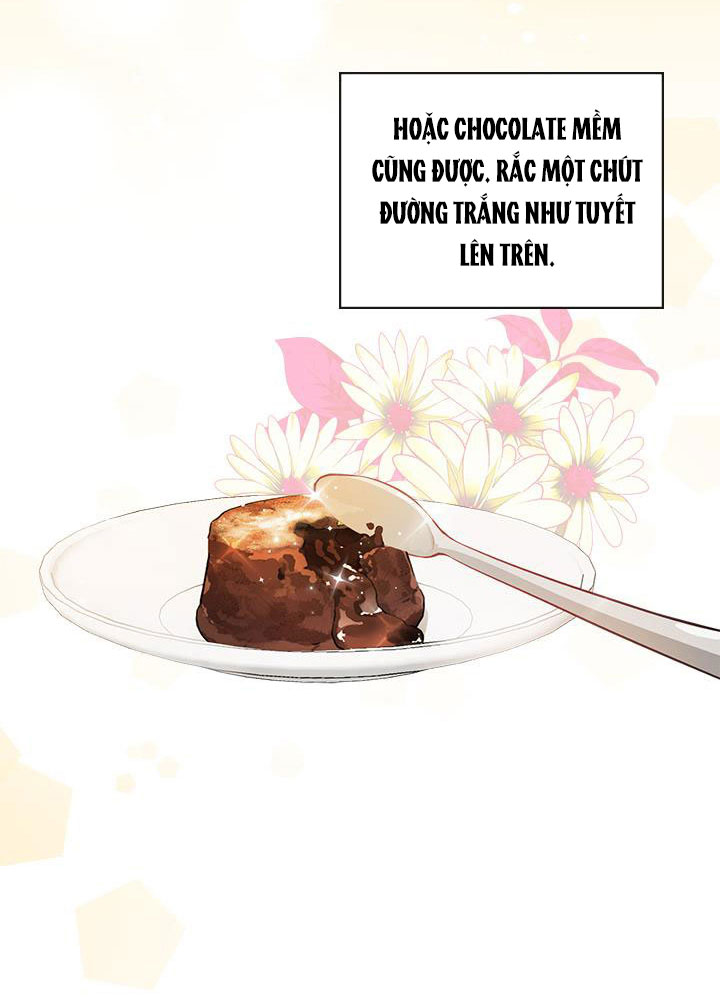 HOẶC CHOCOLATE MỀM
CŨNG ĐƯỢC. RẮC MỘT CHÚT
ĐƯỜNG TRẮNG NHƯ TUYẾT
LÊN TRÊN.